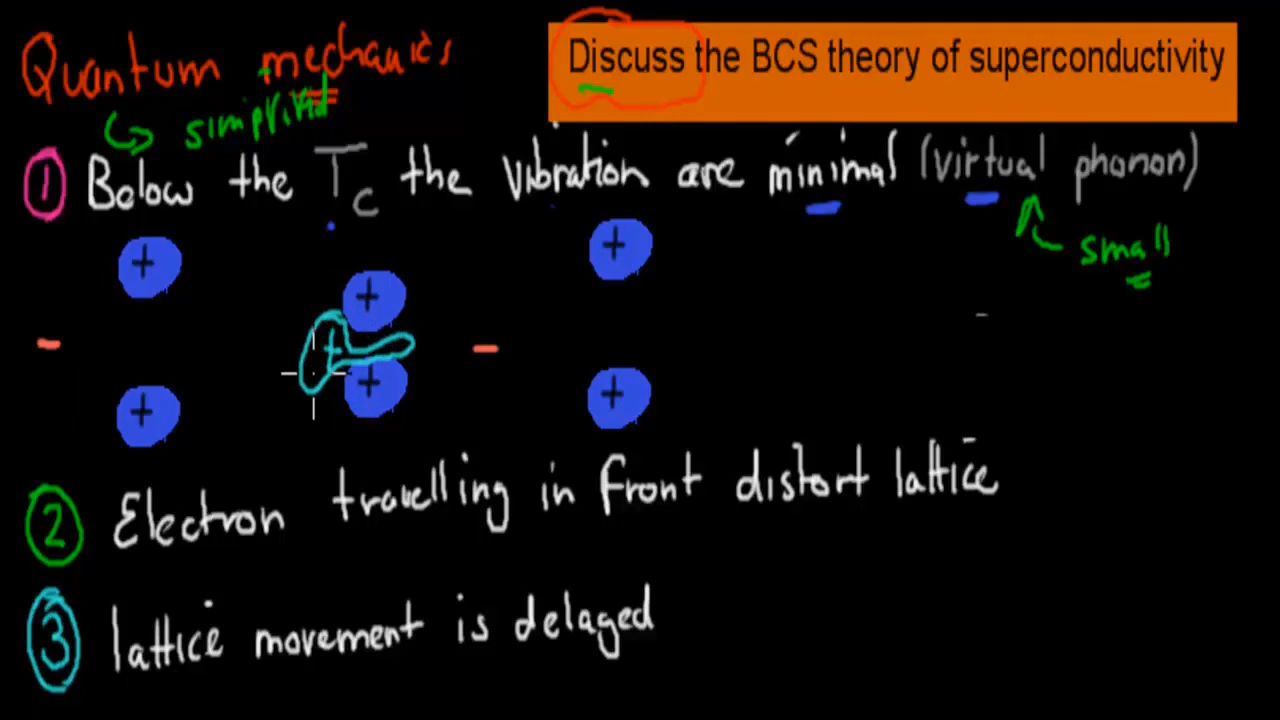 Quantum mechanics
Discuss the BCS theory of superconductivity
simplified
1 Below the Tc the vibration are minimal (virtual phonon)
small
+ +
+ +
- + -
+ + +
2 Electron travelling in front distort lattice
3 lattice movement is delayed